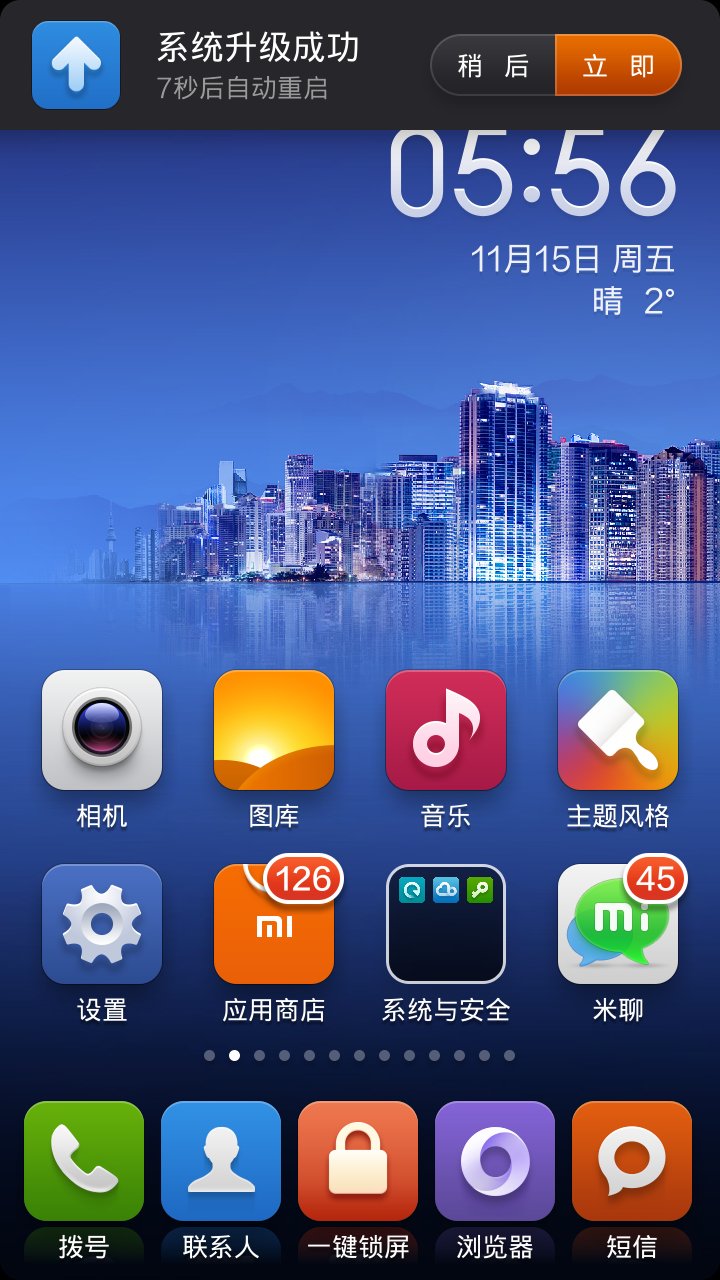 系统升级成功
7秒后自动重启
稍 后
立 即
05:56
11月15日 周五
晴 2°
相机
图库
音乐
主题风格
126
45
mi
mi
设置
应用商店
系统与安全
米聊
拨号
联系人
一键锁屏
浏览器
短信